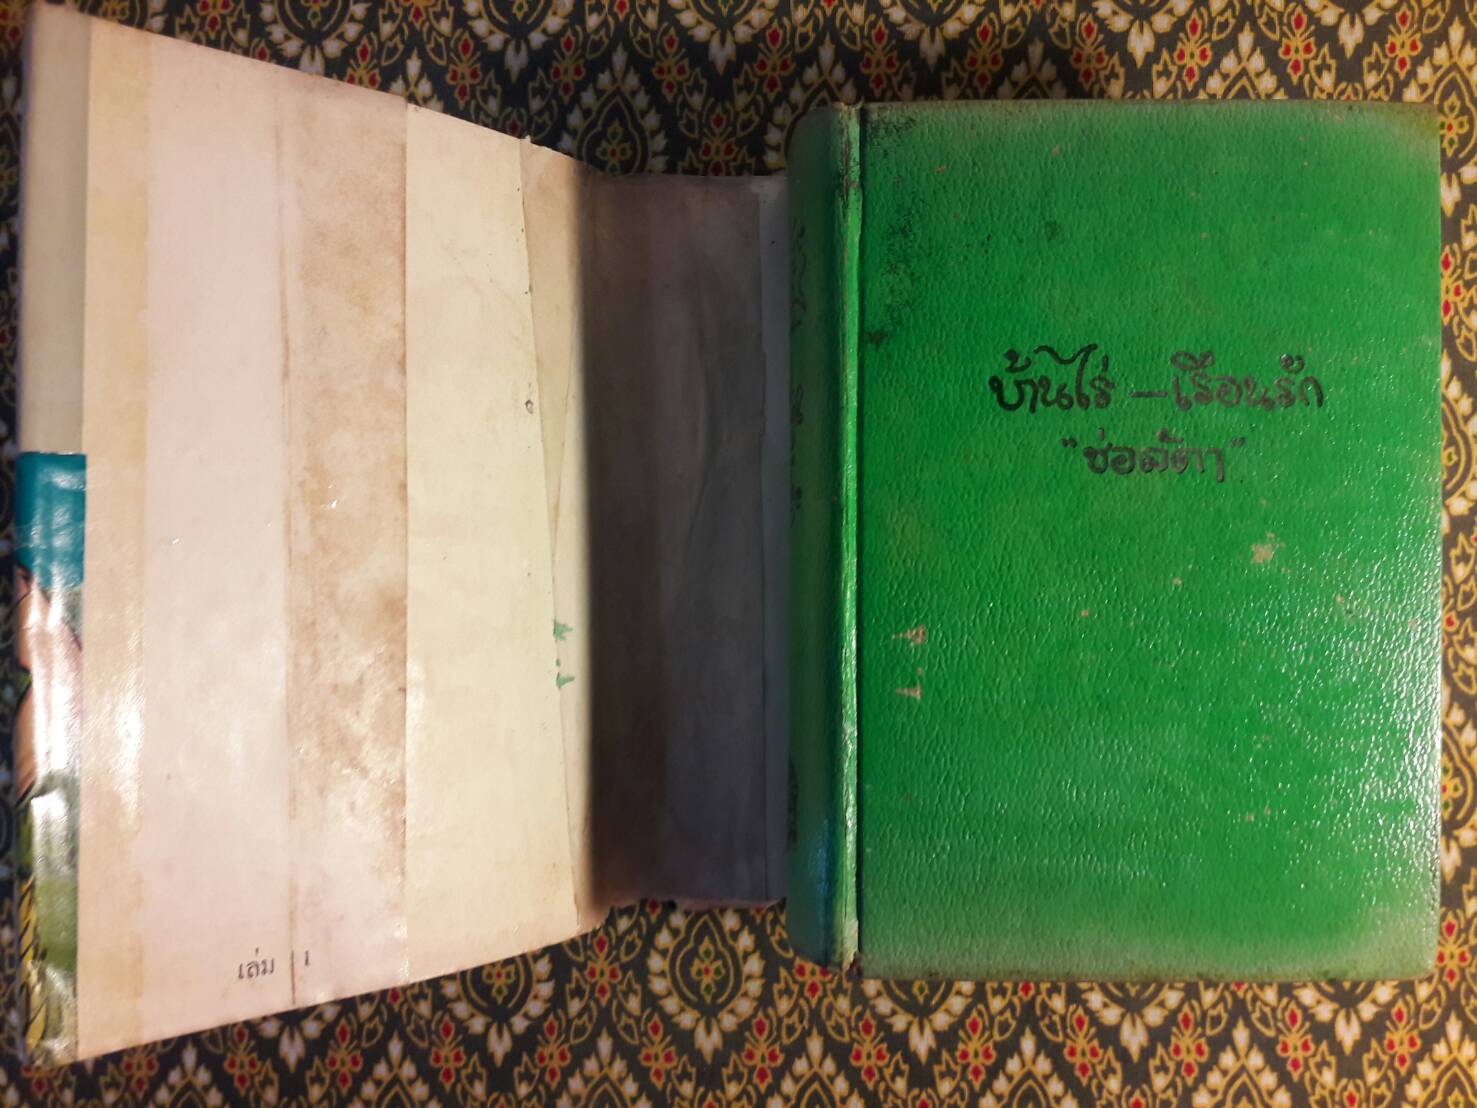 เล่ม 1
บ้านไร่ – เรือนรัก
"ช่อลัดา"